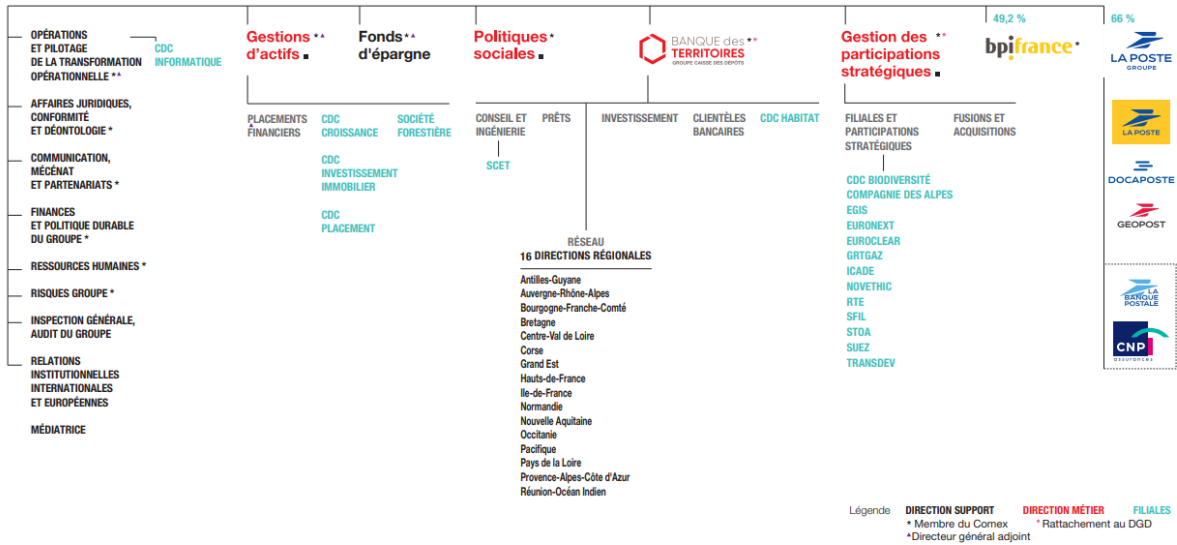 OPÉRATIONS
ET PILOTAGE
DE LA TRANSFORMATION
OPÉRATIONNELLE *▲
CDC
INFORMATIQUE
AFFAIRES JURIDIQUES,
CONFORMITÉ
ET DÉONTOLOGIE *
COMMUNICATION,
MÉCÉNAT
ET PARTENARIATS *
FINANCES
ET POLITIQUE DURABLE
DU GROUPE *
RESSOURCES HUMAINES *
RISQUES GROUPE *
INSPECTION GÉNÉRALE,
AUDIT DU GROUPE
RELATIONS
INSTITUTIONNELLES
INTERNATIONALES
ET EUROPÉENNES
MÉDIATRICE
Gestions *▲
d'actifs ■
Fonds *▲
d'épargne
PLACEMENTS
FINANCIERS
CDC
CROISSANCE
CDC
INVESTISSEMENT
IMMOBILIER
CDC
PLACEMENT
SOCIÉTÉ
FORESTIÈRE
Politiques *
sociales ■
BANQUE des **
TERRITOIRES
GROUPE CAISSE DES DÉPÔTS
CONSEIL ET
INGÉNIERIE
SCET
PRÊTS
INVESTISSEMENT
CLIENTÈLES
BANCAIRES
CDC HABITAT
RÉSEAU
16 DIRECTIONS RÉGIONALES
Antilles-Guyane
Auvergne-Rhône-Alpes
Bourgogne-Franche-Comté
Bretagne
Centre-Val de Loire
Corse
Grand Est
Hauts-de-France
Ile-de-France
Normandie
Nouvelle Aquitaine
Occitanie
Pacifique
Pays de la Loire
Provence-Alpes-Côte d'Azur
Réunion-Océan Indien
Gestion des **
participations
stratégiques ■
FILIALES ET
PARTICIPATIONS
STRATÉGIQUES
FUSIONS ET
ACQUISITIONS
CDC BIODIVERSITÉ
COMPAGNIE DES ALPES
EGIS
EURONEXT
EUROCLEAR
GRTGAZ
ICADE
NOVETHIC
RTE
SFIL
STOA
SUEZ
TRANSDEV
49,2 %
bpifrance *
66 %
LA POSTE
GROUPE
LA POSTE
DOCAPOSTE
GEOPOST
LA
BANQUE
POSTALE
CNP
assurances
Légende DIRECTION SUPPORT DIRECTION MÉTIER FILIALES
* Membre du Comex * Rattachement au DGD
▲Directeur général adjoint